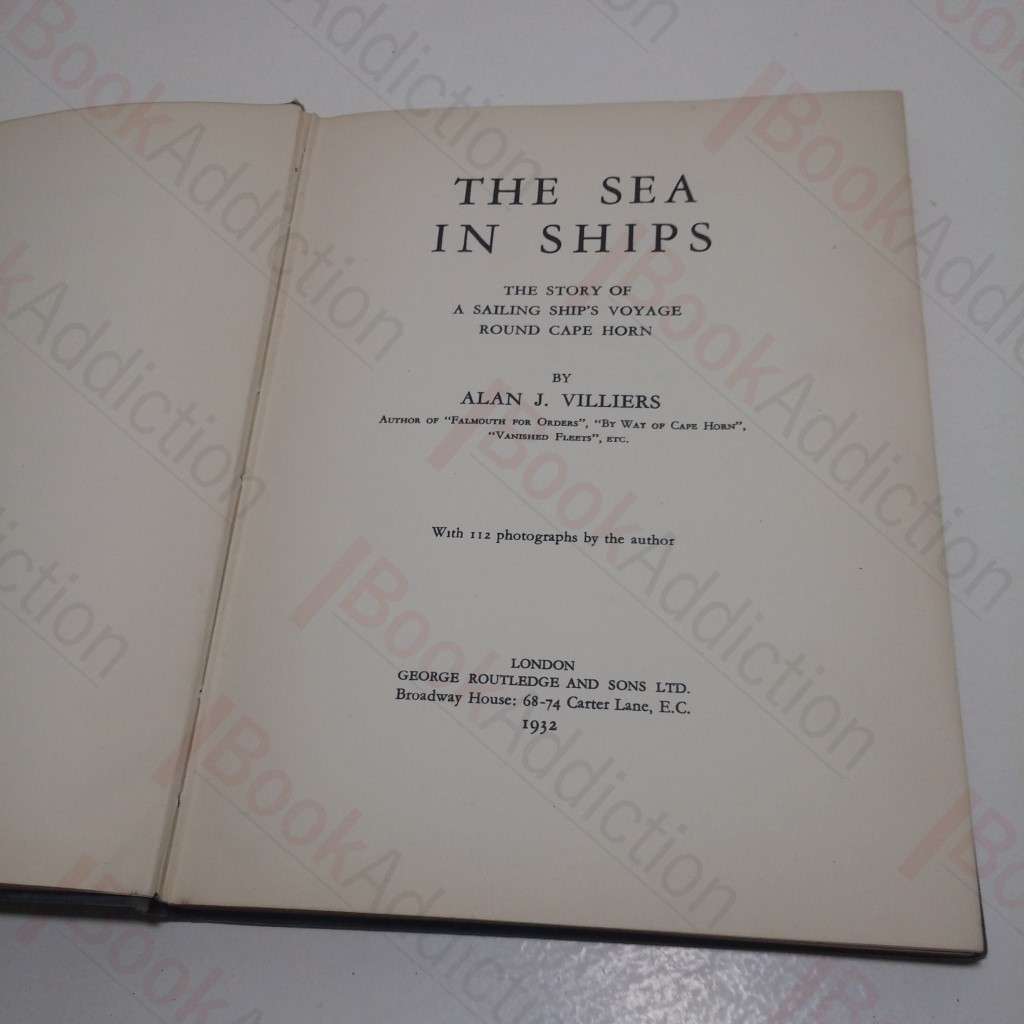 THE SEA
IN SHIPS
THE STORY OF
A SAILING SHIP'S VOYAGE
ROUND CAPE HORN
BY
ALAN J. VILLIERS
AUTHOR OF "FALMOUTH FOR ORDERS", "BY WAY OF CAPE HORN",
"VANISHED FLEETS", ETC.
With 112 photographs by the author
LONDON
GEORGE ROUTLEDGE AND SONS LTD.
Broadway House: 68-74 Carter Lane, E.C.
1932
BookAddiction